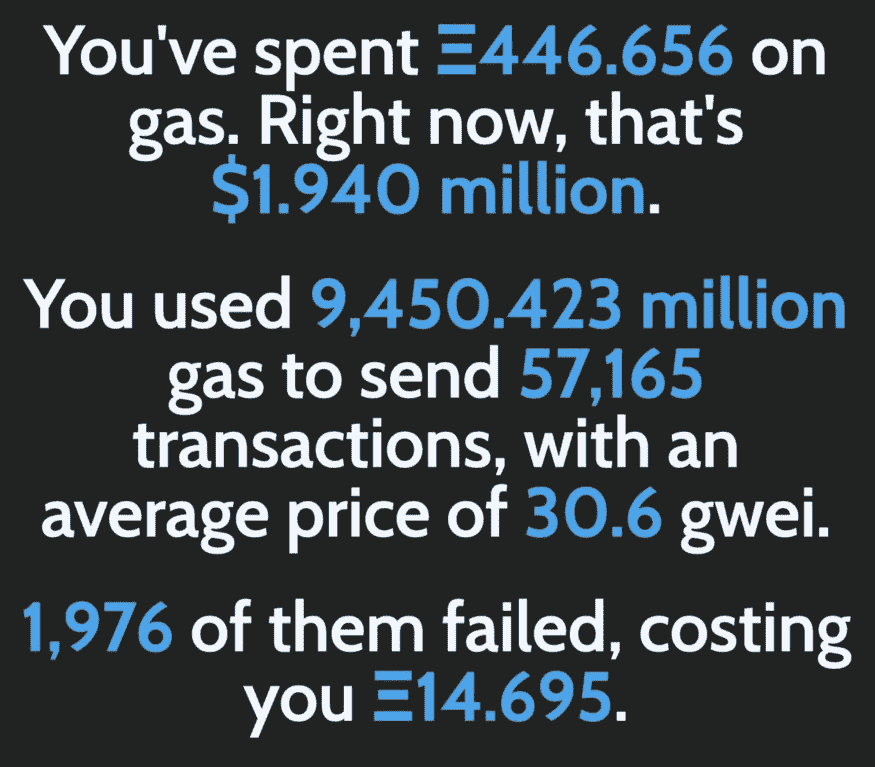 You've spent Ξ446.656 on
gas. Right now, that's
$1.940 million.
You used 9,450.423 million
gas to send 57,165
transactions, with an
average price of 30.6 gwei.
1,976 of them failed, costing
you Ξ14.695.